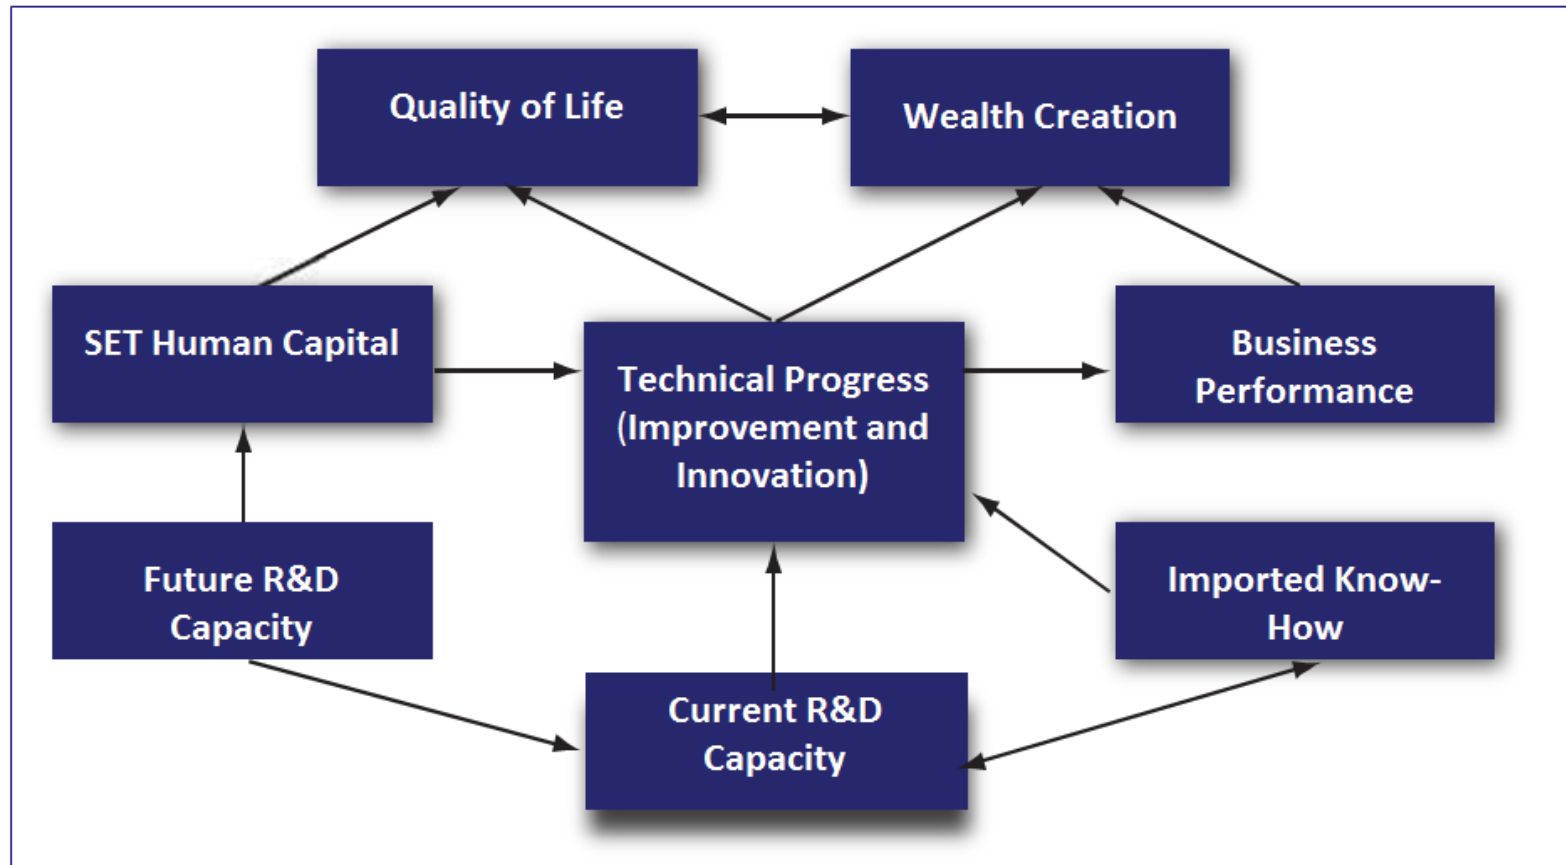 Quality of Life
Wealth Creation
SET Human Capital
Technical Progress
(Improvement and
Innovation)
Business
Performance
Future R&D
Capacity
Imported Know-
How
Current R&D
Capacity